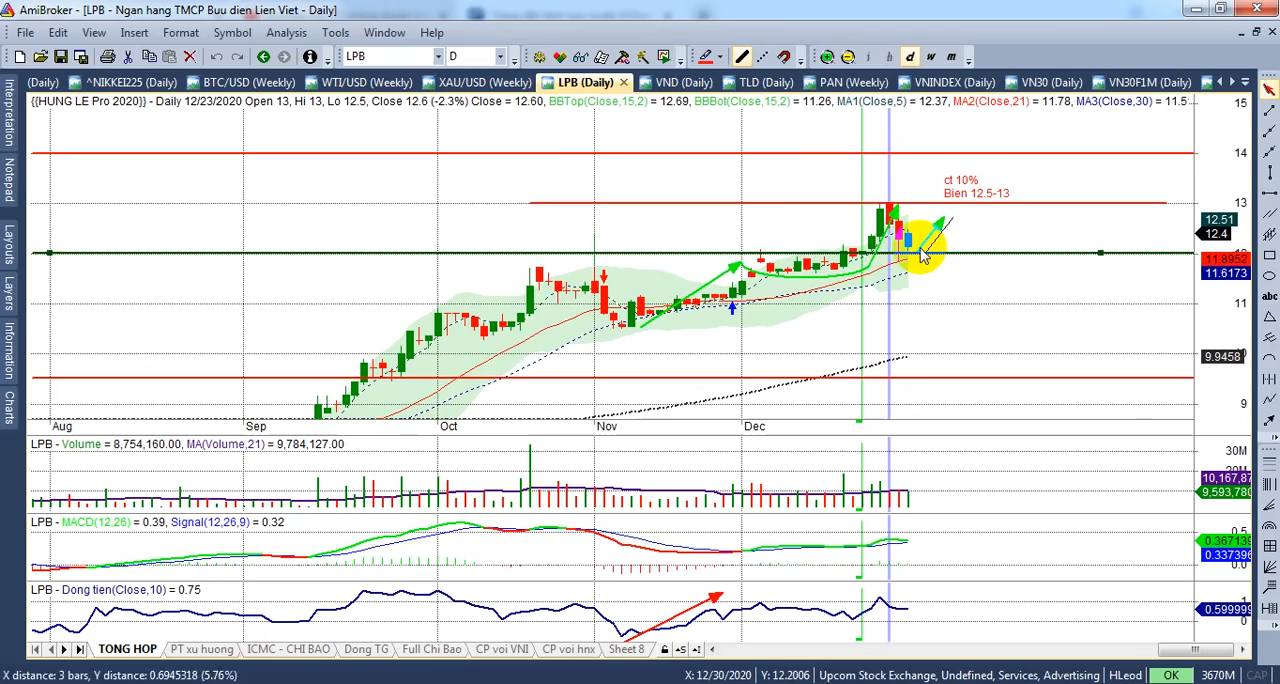 AmiBroker - [LPB - Ngan hang TMCP Buu dien Lien Viet - Daily]
File Edit View Insert Format Symbol Analysis Tools Window Help
LPB D i h d w m
(Daily) ^NIKKEI225 (Daily) BTC/USD (Weekly) WTI/USD (Weekly) XAU/USD (Weekly) LPB (Daily) VND (Daily) TLD (Daily) PAN (Weekly) VNINDEX (Daily) VN30 (Daily) VN30F1M (Daily)
{{HUNG LE Pro 2020}} - Daily 12/23/2020 Open 13, Hi 13, Lo 12.5, Close 12.6 (-2.3%) Close = 12.60, BBTop(Close,15,2) = 12.69, BBBot(Close,15,2) = 11.26, MA1(Close,5) = 12.37, MA2(Close,21) = 11.78, MA3(Close,30) = 11.5
15
14
ct 10%
Bien 12.5-13
13
12.51
12.4
11.8952
11.6173
11
9.9458
9
Aug Sep Oct Nov Dec
LPB - Volume = 8,754,160.00, MA(Volume,21) = 9,784,127.00
30M
10,167,87
9,593,780
LPB - MACD(12,26) = 0.39, Signal(12,26,9) = 0.32
0.367139
0.337396
0.0
LPB - Dong tien(Close,10) = 0.75
1
0.599999
0
TONG HOP PT xu huong ICMC - CHI BAO Dong TG Full Chi Bao CP voi VNI CP voi hnx Sheet 8
X distance: 3 bars, Y distance: 0.6945318 (5.76%) X: 12/30/2020 Y: 12.2006 Upcom Stock Exchange, Undefined, Services, Advertising HLeod OK 3670M CAP
Interpretation
Notepad
Layouts
Layers
Information
Charts
abc